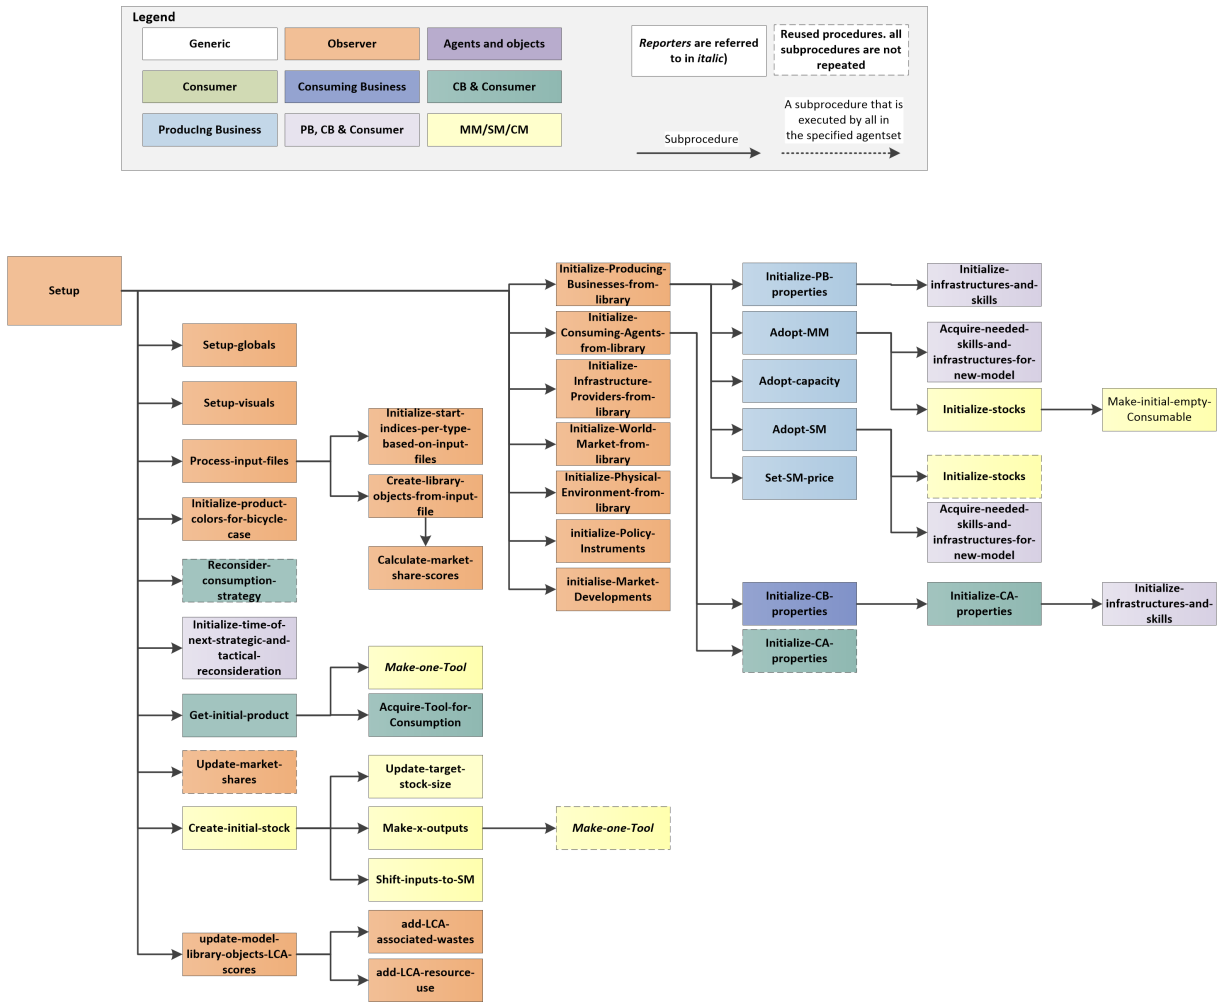 Legend
Generic
Observer
Agents and objects
Consumer
Consuming Business
CB & Consumer
ProducIng Business
PB, CB & Consumer
MM/SM/CM
Reporters are referred
to in italic)
Reused procedures. all
subprocedures are not
repeated
Subprocedure
A subprocedure that is
executed by all in
the specified agentset
Setup
Setup-globals
Setup-visuals
Process-input-files
Initialize-product-
colors-for-bicycle-
case
Reconsider-
consumption-
strategy
Initialize-time-of-
next-strategic-and-
tactical-
reconsideration
Get-initial-product
Update-market-
shares
Create-initial-stock
update-model-
library-objects-LCA-
scores
Initialize-start-
indices-per-type-
based-on-input-
files
Create-library-
objects-from-input-
file
Calculate-market-
share-scores
Make-one-Tool
Acquire-Tool-for-
Consumption
Update-target-
stock-size
Make-x-outputs
Shift-inputs-to-SM
add-LCA-
associated-wastes
add-LCA-resource-
use
Make-one-Tool
Initialize-Producing-
Businesses-from-
library
Initialize-
Consuming-Agents-
from-library
Initialize-
Infrastructure-
Providers-from-
library
Initialize-World-
Market-from-
library
Initialize-Physical-
Environment-from-
library
initialize-Policy-
Instruments
initialise-Market-
Developments
Initialize-PB-
properties
Adopt-MM
Adopt-capacity
Adopt-SM
Set-SM-price
Initialize-CB-
properties
Initialize-CA-
properties
Initialize-
infrastructures-and-
skills
Acquire-needed-
skills-and-
infrastructures-for-
new-model
Initialize-stocks
Make-initial-empty-
Consumable
Initialize-stocks
Acquire-needed-
skills-and-
infrastructures-for-
new-model
Initialize-CA-
properties
Initialize-
infrastructures-and-
skills